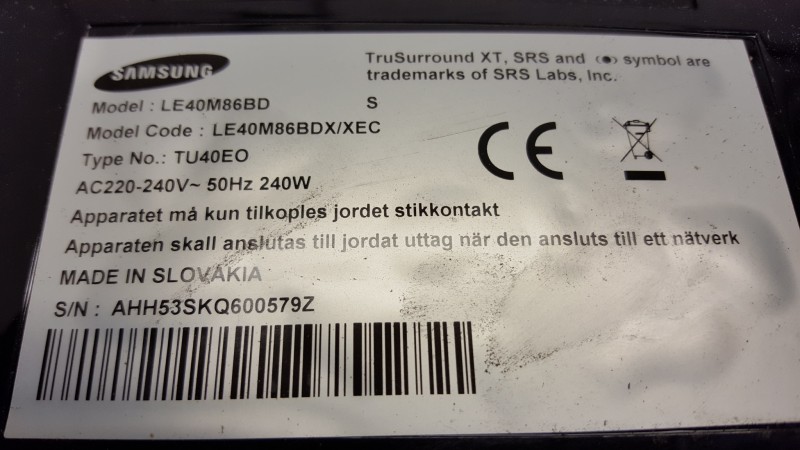 SAMSUNG
TruSurround XT, SRS and (●) symbol are
trademarks of SRS Labs, Inc.
Model : LE40M86BD S
Model Code : LE40M86BDX/XEC
Type No.: TU40EO
AC220-240V~ 50Hz 240W
CE
Apparatet må kun tilkoples jordet stikkontakt
Apparaten skall anslutas till jordat uttag när den ansluts till ett nätverk
MADE IN SLOVAKIA
S/N : AHH53SKQ600579Z